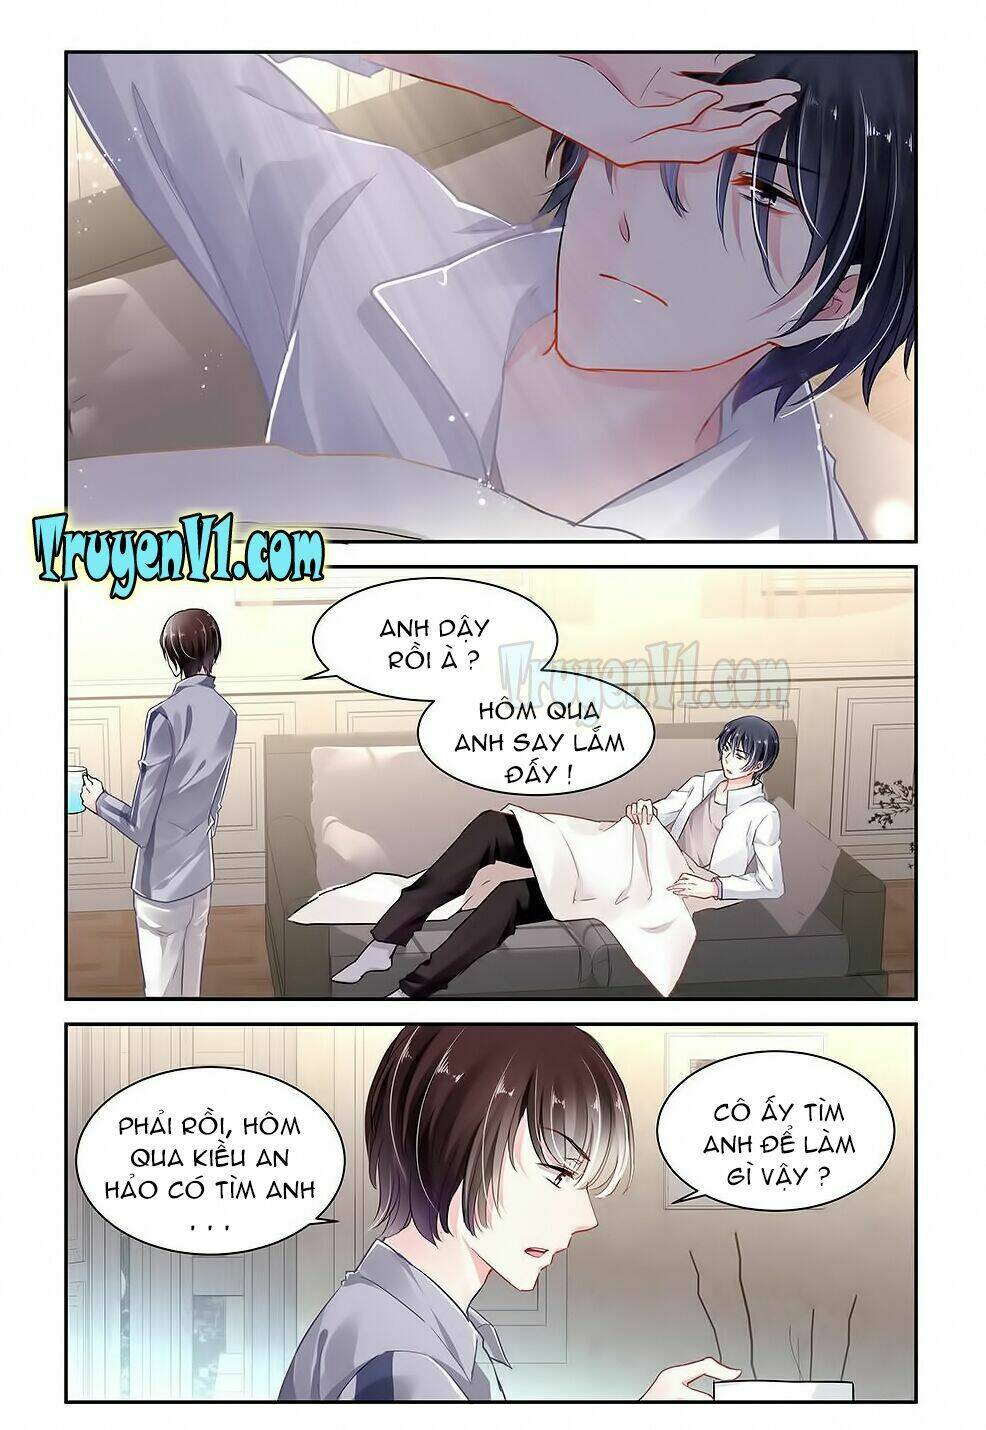 TruyenV1.com
ANH DẬY
RỒI À ?
TruyenV1.com
HÔM QUA
ANH SAY LẮM
ĐẤY !
PHẢI RỒI, HÔM
QUA KIỀU AN
HẢO CÓ TÌM ANH
. . .
CÔ ẤY TÌM
ANH ĐỂ LÀM
GÌ VẬY ?